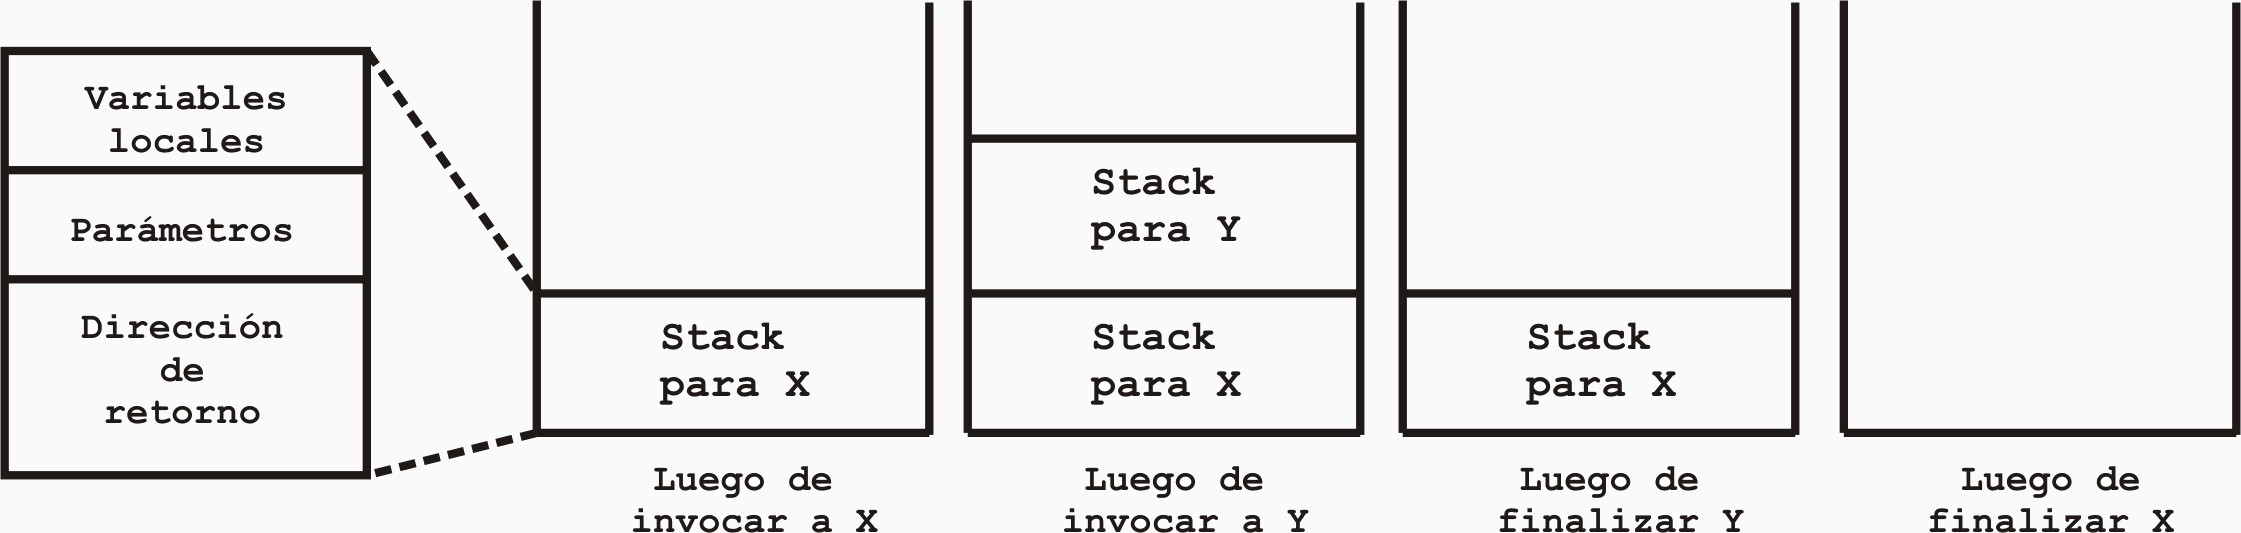 Variables
locales
Parámetros
Dirección
de
retorno
Stack
para X
Luego de
invocar a X
Stack
para Y
Stack
para X
Luego de
invocar a Y
Stack
para X
Luego de
finalizar Y
Luego de
finalizar X